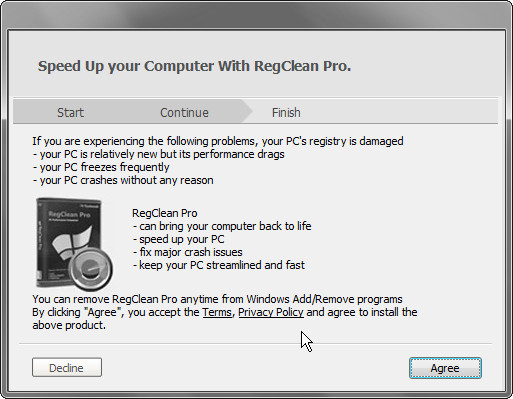 Speed Up your Computer With RegClean Pro.
Start Continue Finish
If you are experiencing the following problems, your PC's registry is damaged
- your PC is relatively new but its performance drags
- your PC freezes frequently
- your PC crashes without any reason
RegClean Pro
RegClean Pro
- can bring your computer back to life
- speed up your PC
- fix major crash issues
- keep your PC streamlined and fast
You can remove RegClean Pro anytime from Windows Add/Remove programs
By clicking "Agree", you accept the Terms, Privacy Policy and agree to install the
above product.
Decline Agree